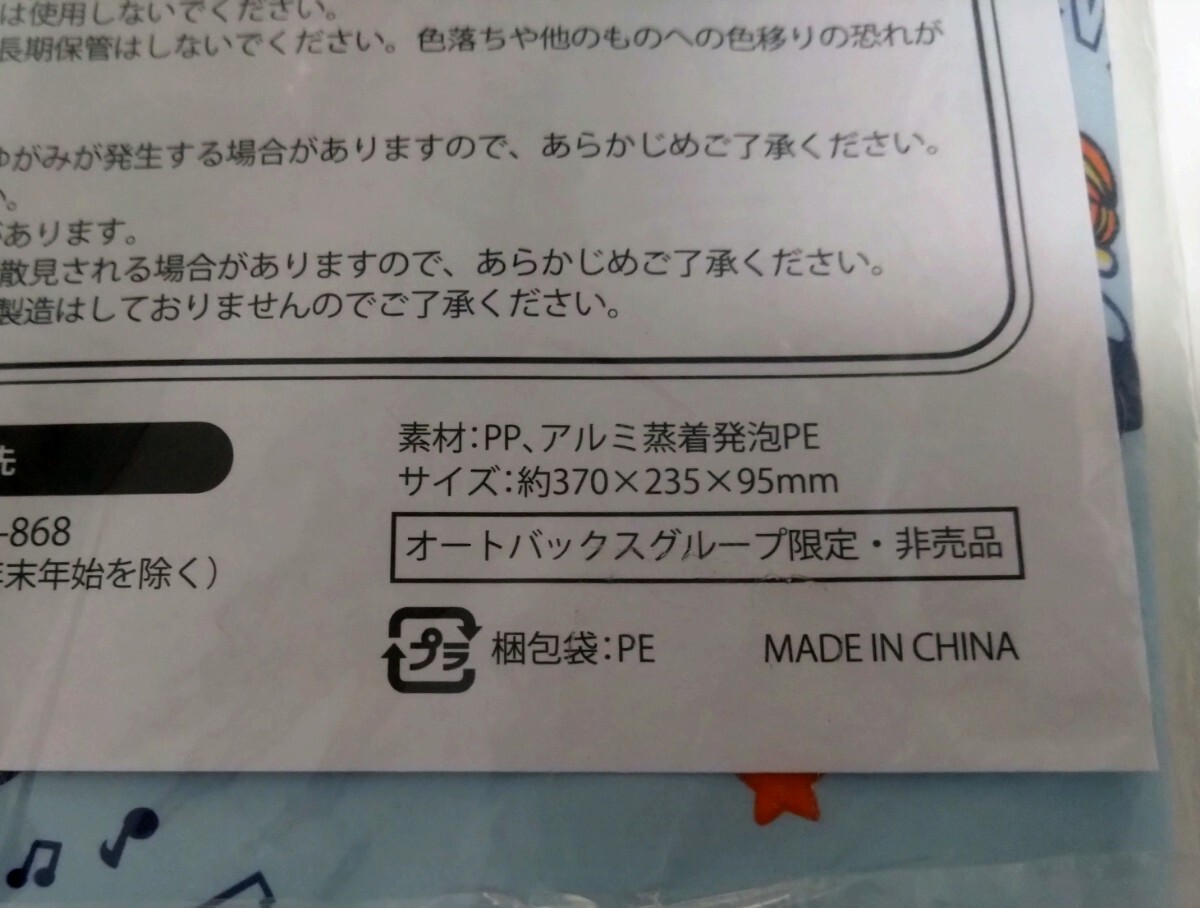 は使用しないでください。
長期保管はしないでください。色落ちや他のものへの色移りの恐れが
ゆがみが発生する場合がありますので、あらかじめご了承ください。
い。
があります。
散見される場合がありますので、あらかじめご了承ください。
製造はしておりませんのでご了承ください。
先
-868
年末年始を除く）
素材：PP、アルミ蒸着発泡PE
サイズ：約370×235×95mm
オートバックスグループ限定・非売品
プラ 梱包袋：PE MADE IN CHINA